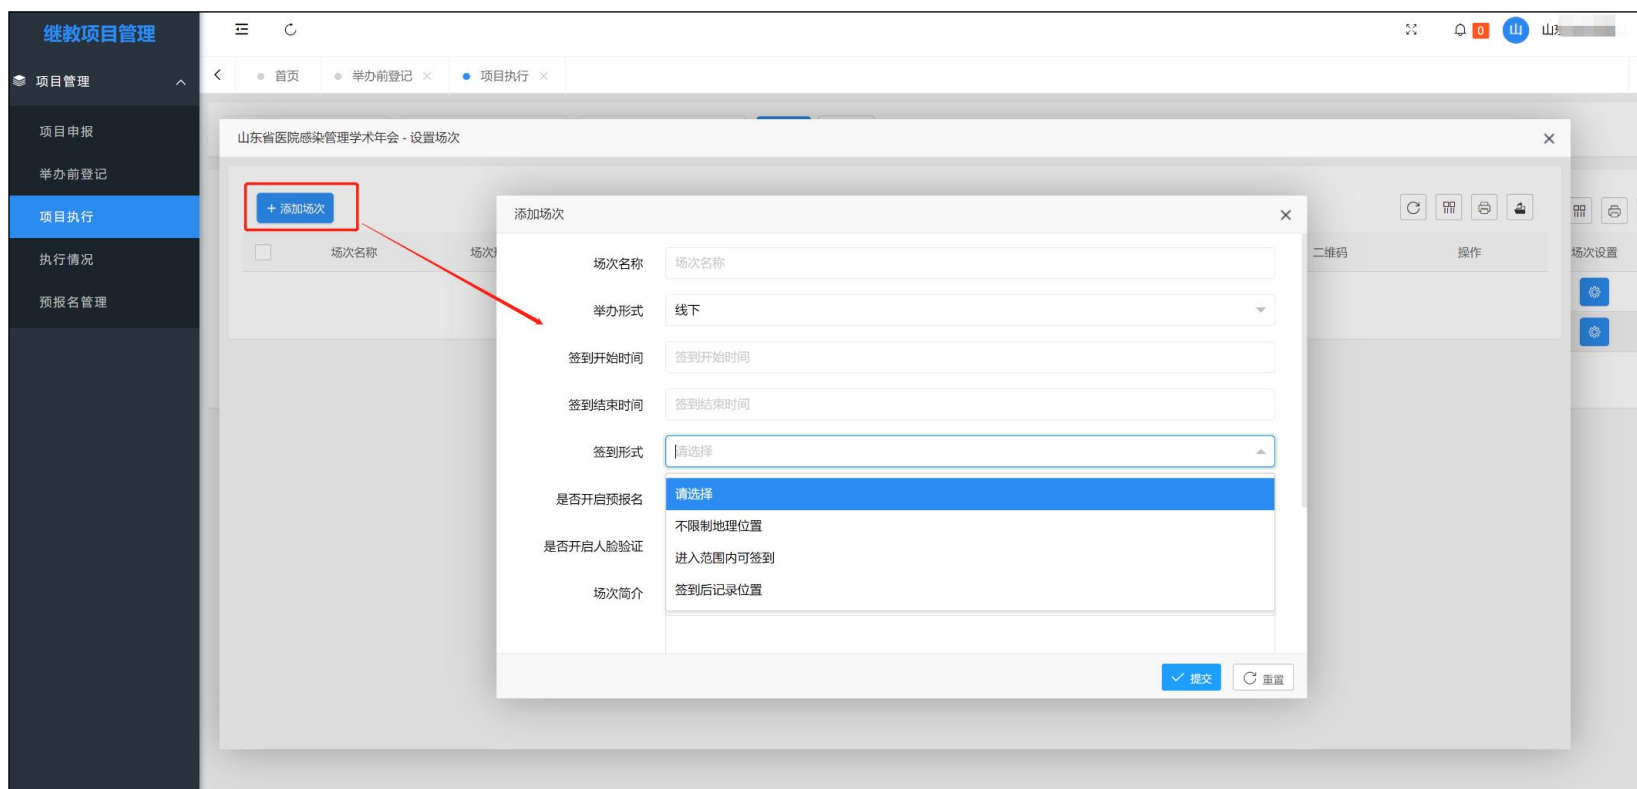 继教项目管理
0
山
山东
项目管理
首页
举办前登记
项目执行
项目申报
举办前登记
项目执行
执行情况
预报名管理
山东省医院感染管理学术年会 - 设置场次
+ 添加场次
场次名称
二维码
操作
场次设置
添加场次
场次名称
场次名称
举办形式
线下
签到开始时间
签到开始时间
签到结束时间
签到结束时间
签到形式
请选择
是否开启预报名
请选择
不限制地理位置
是否开启人脸验证
进入范围内可签到
场次简介
签到后记录位置
提交
重置